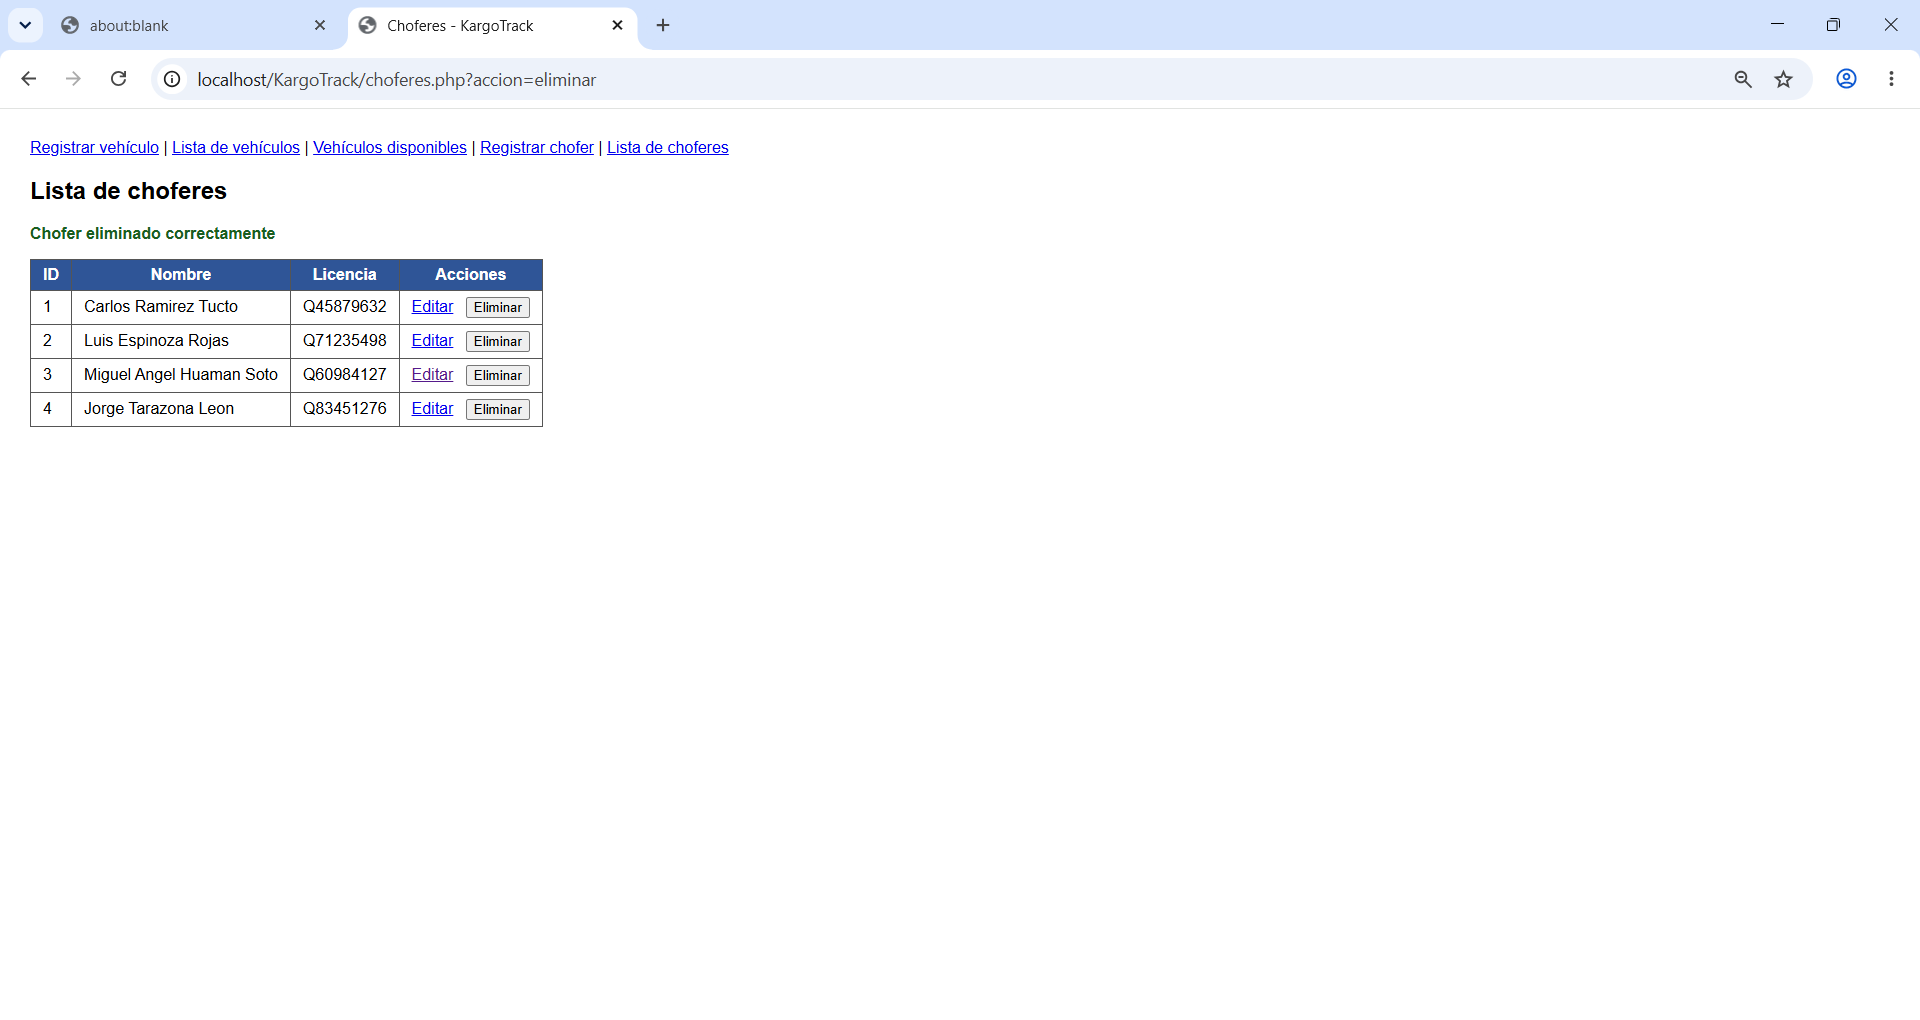 about:blank
Choferes - KargoTrack
localhost/KargoTrack/choferes.php?accion=eliminar
Registrar vehículo | Lista de vehículos | Vehículos disponibles | Registrar chofer | Lista de choferes
Lista de choferes
Chofer eliminado correctamente
ID Nombre Licencia Acciones
1 Carlos Ramirez Tucto Q45879632 Editar Eliminar
2 Luis Espinoza Rojas Q71235498 Editar Eliminar
3 Miguel Angel Huaman Soto Q60984127 Editar Eliminar
4 Jorge Tarazona Leon Q83451276 Editar Eliminar